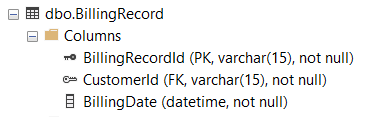 dbo.BillingRecord
Columns
BillingRecordId (PK, varchar(15), not null)
CustomerId (FK, varchar(15), not null)
BillingDate (datetime, not null)